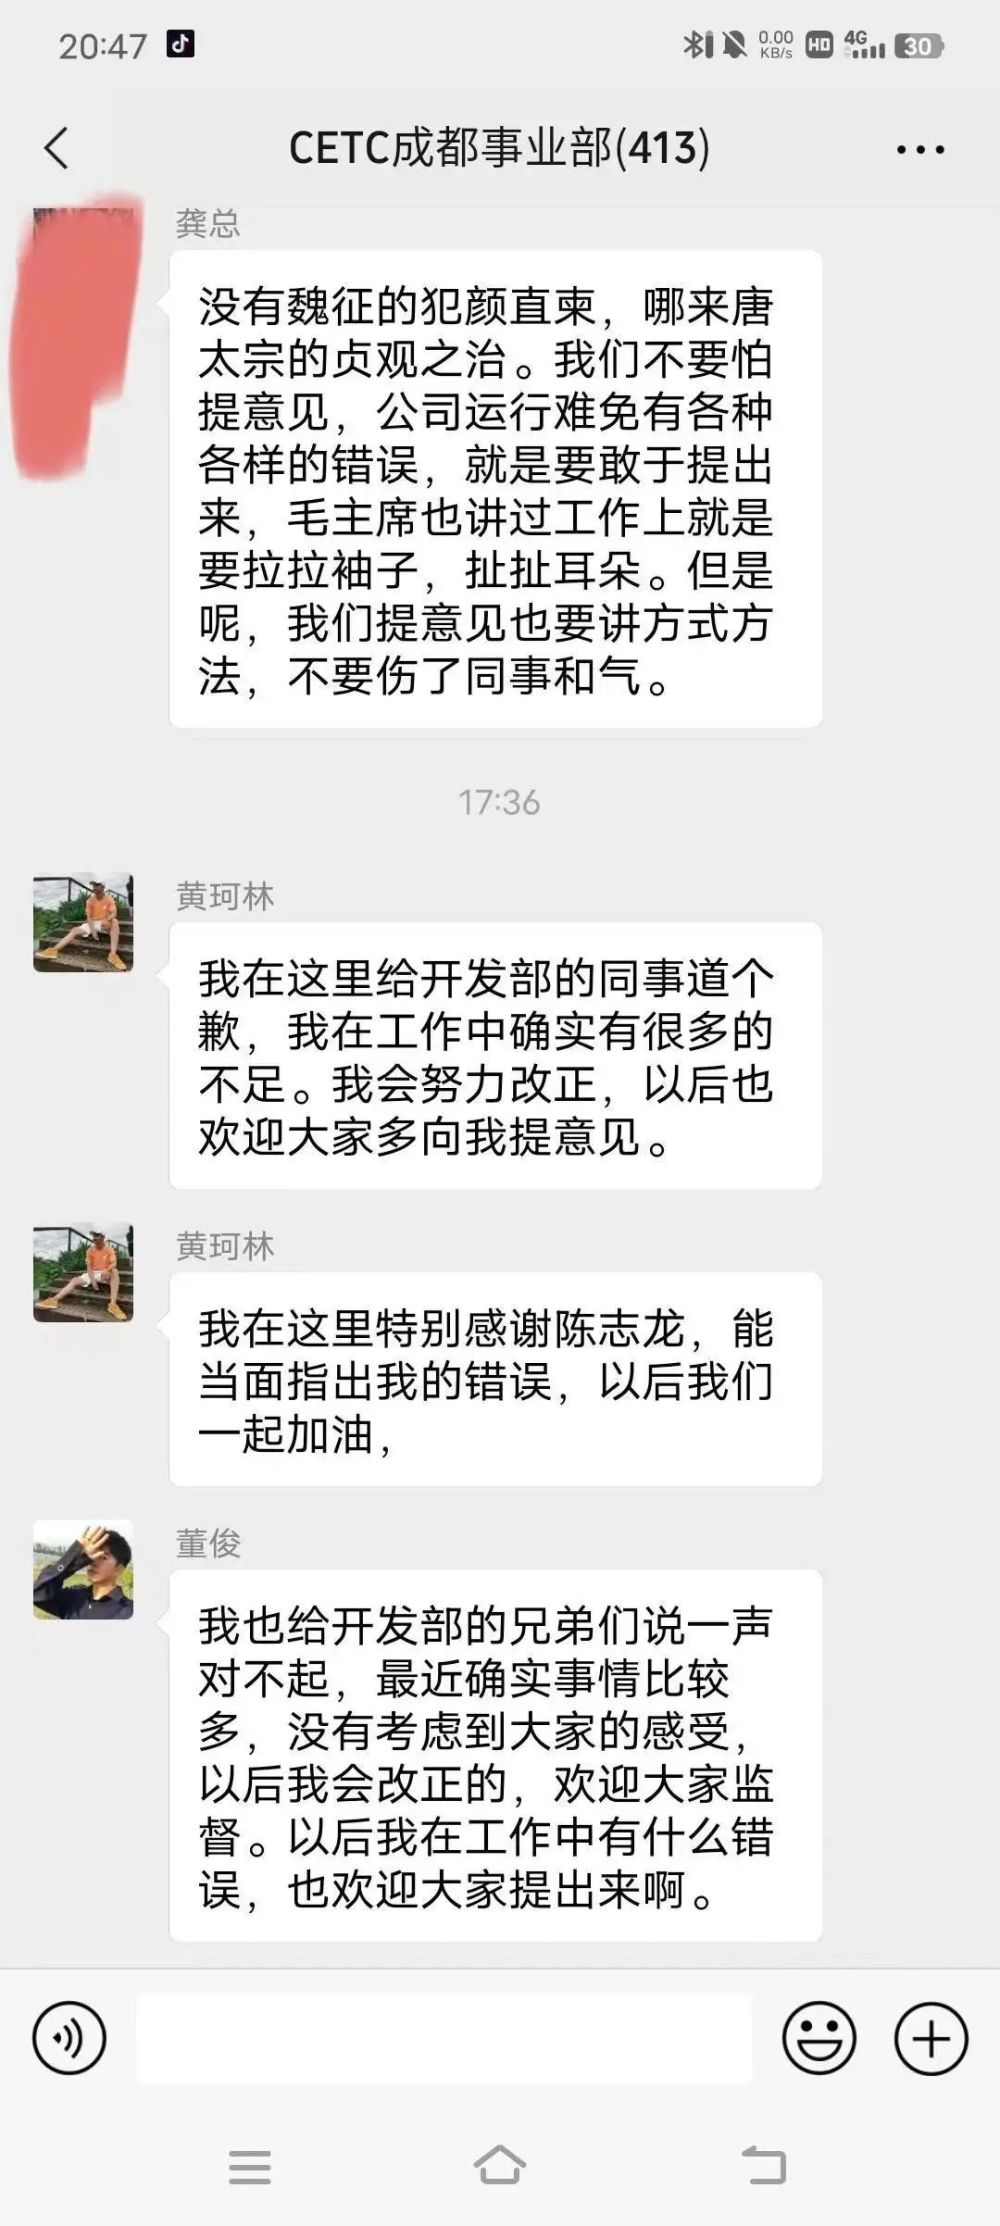 20:47
0.00
KB/s
HD
4G
30
CETC成都事业部(413)
龚总
没有魏征的犯颜直柬，哪来唐
太宗的贞观之治。我们不要怕
提意见，公司运行难免有各种
各样的错误，就是要敢于提出
来，毛主席也讲过工作上就是
要拉拉袖子，扯扯耳朵。但是
呢，我们提意见也要讲方式方
法，不要伤了同事和气。
17:36
黄珂林
我在这里给开发部的同事道个
歉，我在工作中确实有很多的
不足。我会努力改正，以后也
欢迎大家多向我提意见。
黄珂林
我在这里特别感谢陈志龙，能
当面指出我的错误，以后我们
一起加油，
董俊
我也给开发部的兄弟们说一声
对不起，最近确实事情比较
多，没有考虑到大家的感受，
以后我会改正的，欢迎大家监
督。以后我在工作中有什么错
误，也欢迎大家提出来啊。